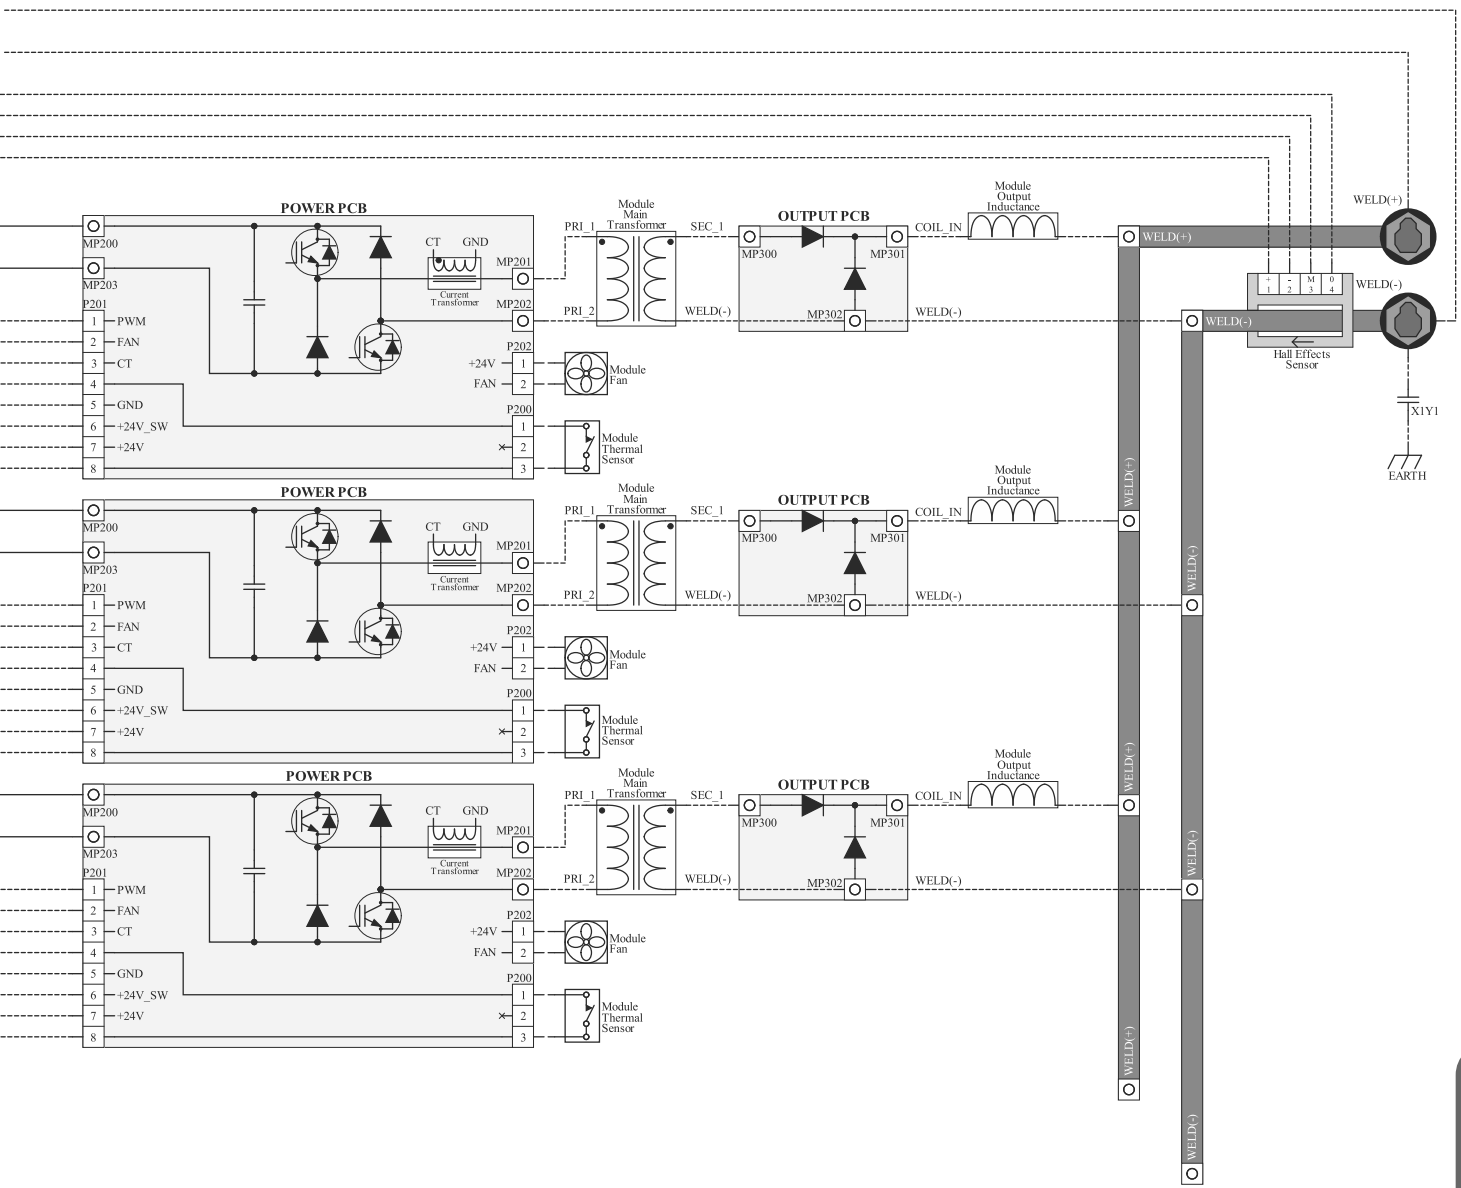 WELD(+)
WELD(+)
+ - M 0
1 2 3 4
WELD(-)
WELD(-)
Hall Effects
Sensor
X1Y1
EARTH
POWER PCB
MP200
MP203
P201
1 PWM
2 FAN
3 CT
4
5 GND
6 +24V_SW
7 +24V
8
CT GND
Current
Transformer
MP201
MP202
P202
+24V 1
FAN 2
P200
1
2
3
PRI_1
PRI_2
Module
Main
Transformer
SEC_1
WELD(-)
Module
Fan
Module
Thermal
Sensor
OUTPUT PCB
MP300
MP301
MP302
COIL_IN
WELD(-)
Module
Output
Inductance
WELD(+)
WELD(-)
POWER PCB
MP200
MP203
P201
1 PWM
2 FAN
3 CT
4
5 GND
6 +24V_SW
7 +24V
8
CT GND
Current
Transformer
MP201
MP202
P202
+24V 1
FAN 2
P200
1
2
3
PRI_1
PRI_2
Module
Main
Transformer
SEC_1
WELD(-)
Module
Fan
Module
Thermal
Sensor
OUTPUT PCB
MP300
MP301
MP302
COIL_IN
WELD(-)
Module
Output
Inductance
WELD(+)
WELD(-)
POWER PCB
MP200
MP203
P201
1 PWM
2 FAN
3 CT
4
5 GND
6 +24V_SW
7 +24V
8
CT GND
Current
Transformer
MP201
MP202
P202
+24V 1
FAN 2
P200
1
2
3
PRI_1
PRI_2
Module
Main
Transformer
SEC_1
WELD(-)
Module
Fan
Module
Thermal
Sensor
OUTPUT PCB
MP300
MP301
MP302
COIL_IN
WELD(-)
Module
Output
Inductance
WELD(+)
WELD(-)